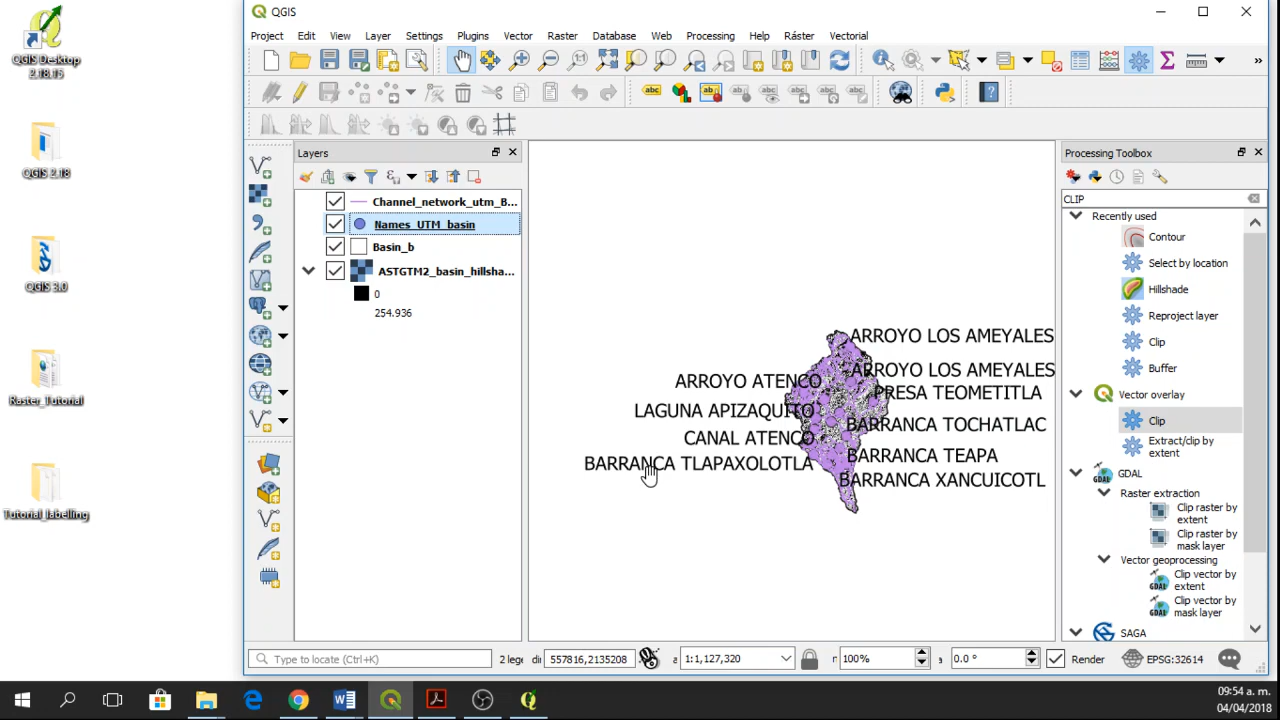 QGIS Desktop
2.18.15
QGIS 2.18
QGIS 3.0
Raster_Tutorial
Tutorial_labelling
QGIS
Project Edit View Layer Settings Plugins Vector Raster Database Web Processing Help Ráster Vectorial
abc abc
Layers
Channel_network_utm_B...
Names_UTM_basin
Basin_b
ASTGTM2_basin_hillsha...
0
254.936
ARROYO LOS AMEYALES
ARROYO LOS AMEYALES
ARROYO ATENCO
PRESA TEOMETITLA
LAGUNA APIZAQUITO
BARRANCA TOCHATLAC
CANAL ATENCO
BARRANCA TEAPA
BARRANCA TLAPAXOLOTLA
BARRANCA XANCUICOTL
Processing Toolbox
CLIP
Recently used
Contour
Select by location
Hillshade
Reproject layer
Clip
Buffer
Vector overlay
Clip
Extract/clip by
extent
GDAL
Raster extraction
Clip raster by
extent
Clip raster by
mask layer
Vector geoprocessing
Clip vector by
extent
Clip vector by
mask layer
SAGA
Type to locate (Ctrl+K) 2 lege di 557816,2135208 a 1:1,127,320 100% a 0.0 ° Render EPSG:32614
09:54 a. m.
04/04/2018